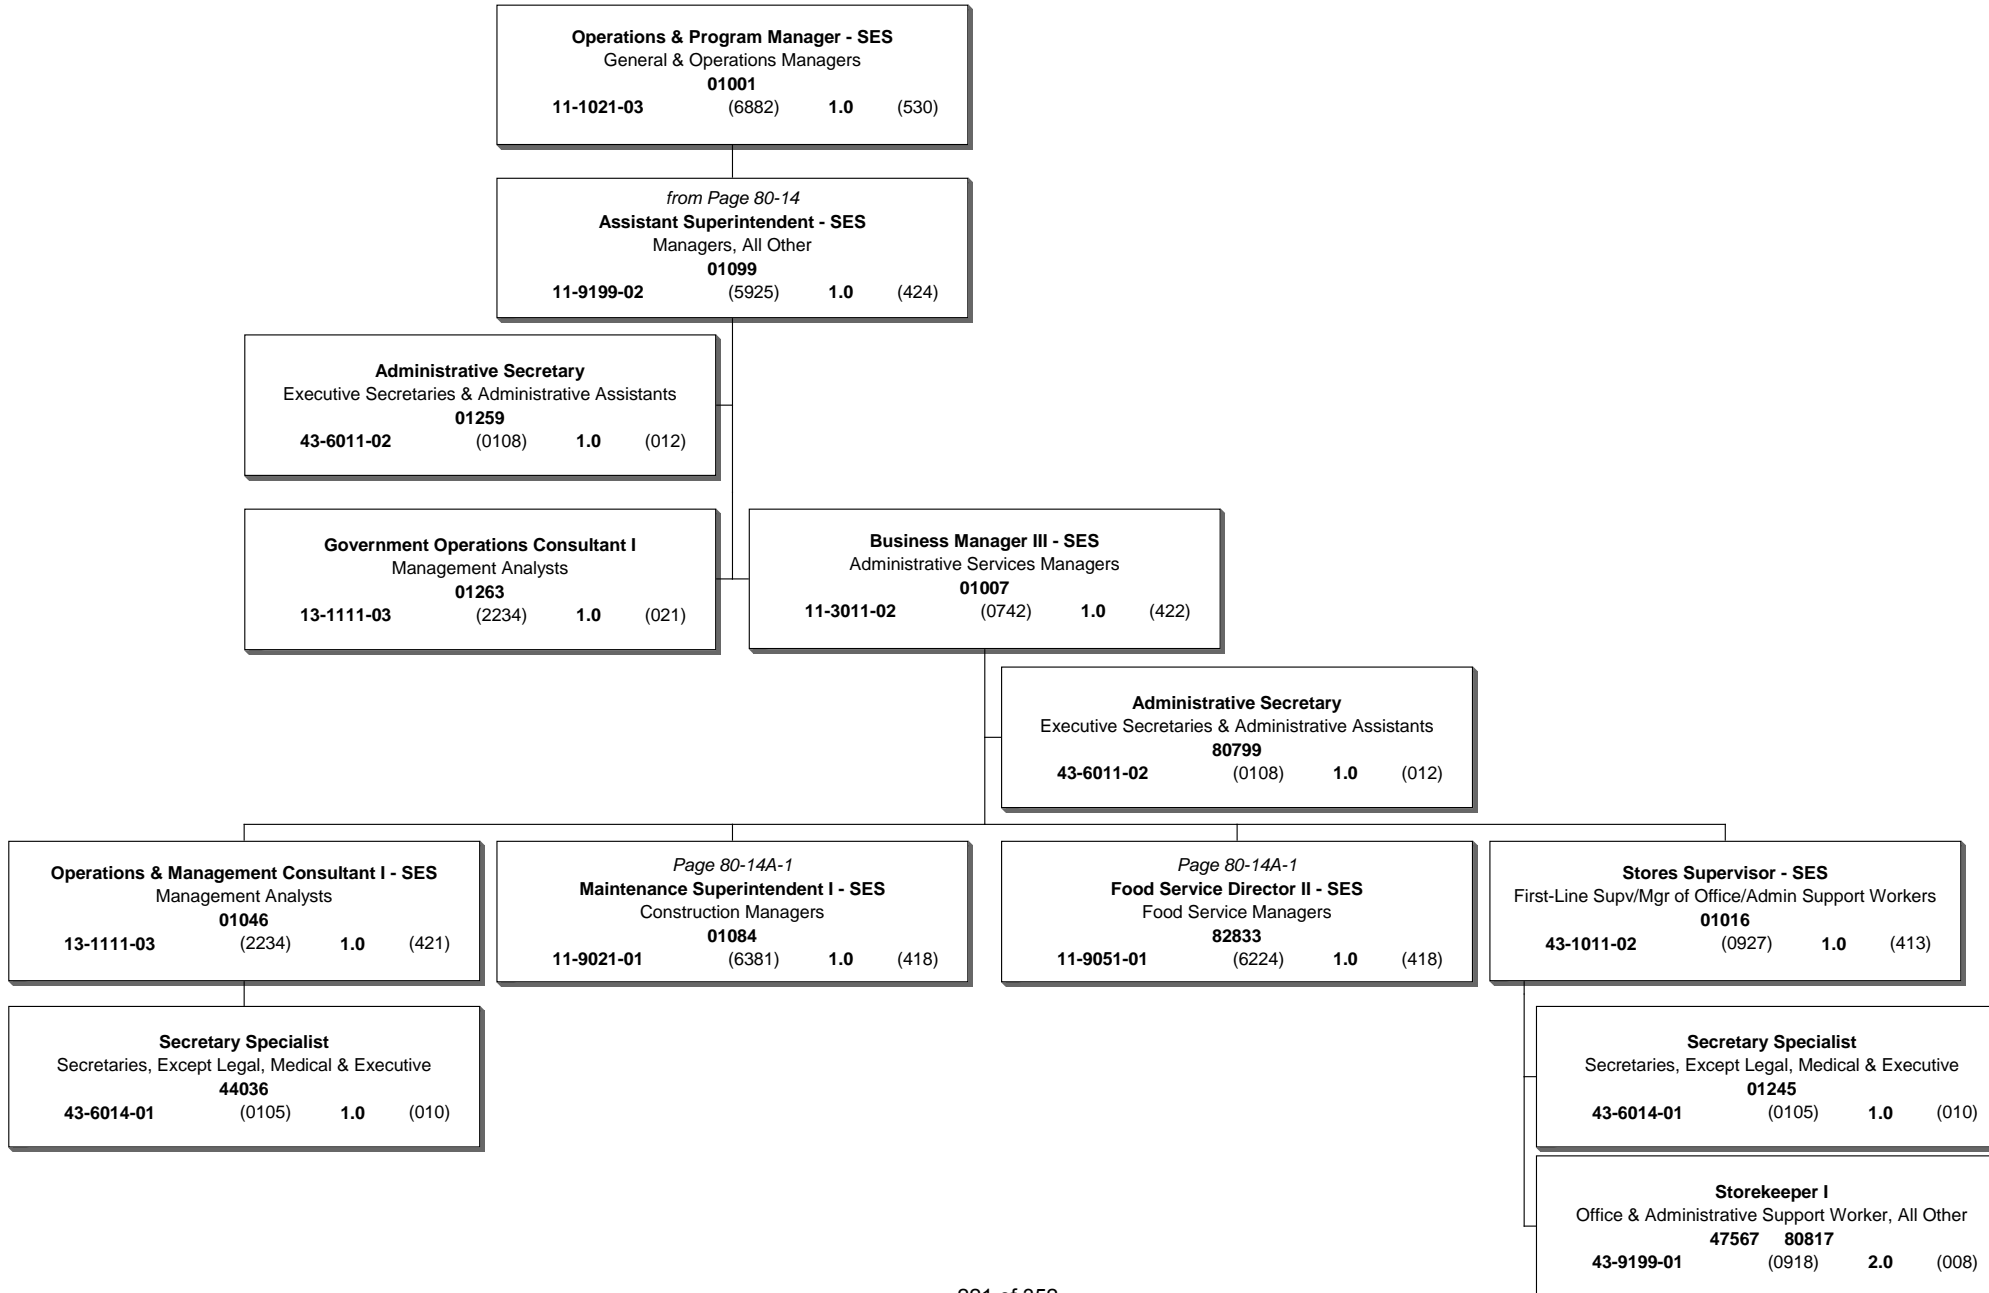 Operations & Program Manager - SES
General & Operations Managers
01001
11-1021-03 (6882) 1.0 (530)
from Page 80-14
Assistant Superintendent - SES
Managers, All Other
01099
11-9199-02 (5925) 1.0 (424)
Administrative Secretary
Executive Secretaries & Administrative Assistants
01259
43-6011-02 (0108) 1.0 (012)
Government Operations Consultant I
Management Analysts
01263
13-1111-03 (2234) 1.0 (021)
Business Manager III - SES
Administrative Services Managers
01007
11-3011-02 (0742) 1.0 (422)
Administrative Secretary
Executive Secretaries & Administrative Assistants
80799
43-6011-02 (0108) 1.0 (012)
Operations & Management Consultant I - SES
Management Analysts
01046
13-1111-03 (2234) 1.0 (421)
Page 80-14A-1
Maintenance Superintendent I - SES
Construction Managers
01084
11-9021-01 (6381) 1.0 (418)
Page 80-14A-1
Food Service Director II - SES
Food Service Managers
82833
11-9051-01 (6224) 1.0 (418)
Stores Supervisor - SES
First-Line Supv/Mgr of Office/Admin Support Workers
01016
43-1011-02 (0927) 1.0 (413)
Secretary Specialist
Secretaries, Except Legal, Medical & Executive
44036
43-6014-01 (0105) 1.0 (010)
Secretary Specialist
Secretaries, Except Legal, Medical & Executive
01245
43-6014-01 (0105) 1.0 (010)
Storekeeper I
Office & Administrative Support Worker, All Other
47567 80817
43-9199-01 (0918) 2.0 (008)
of